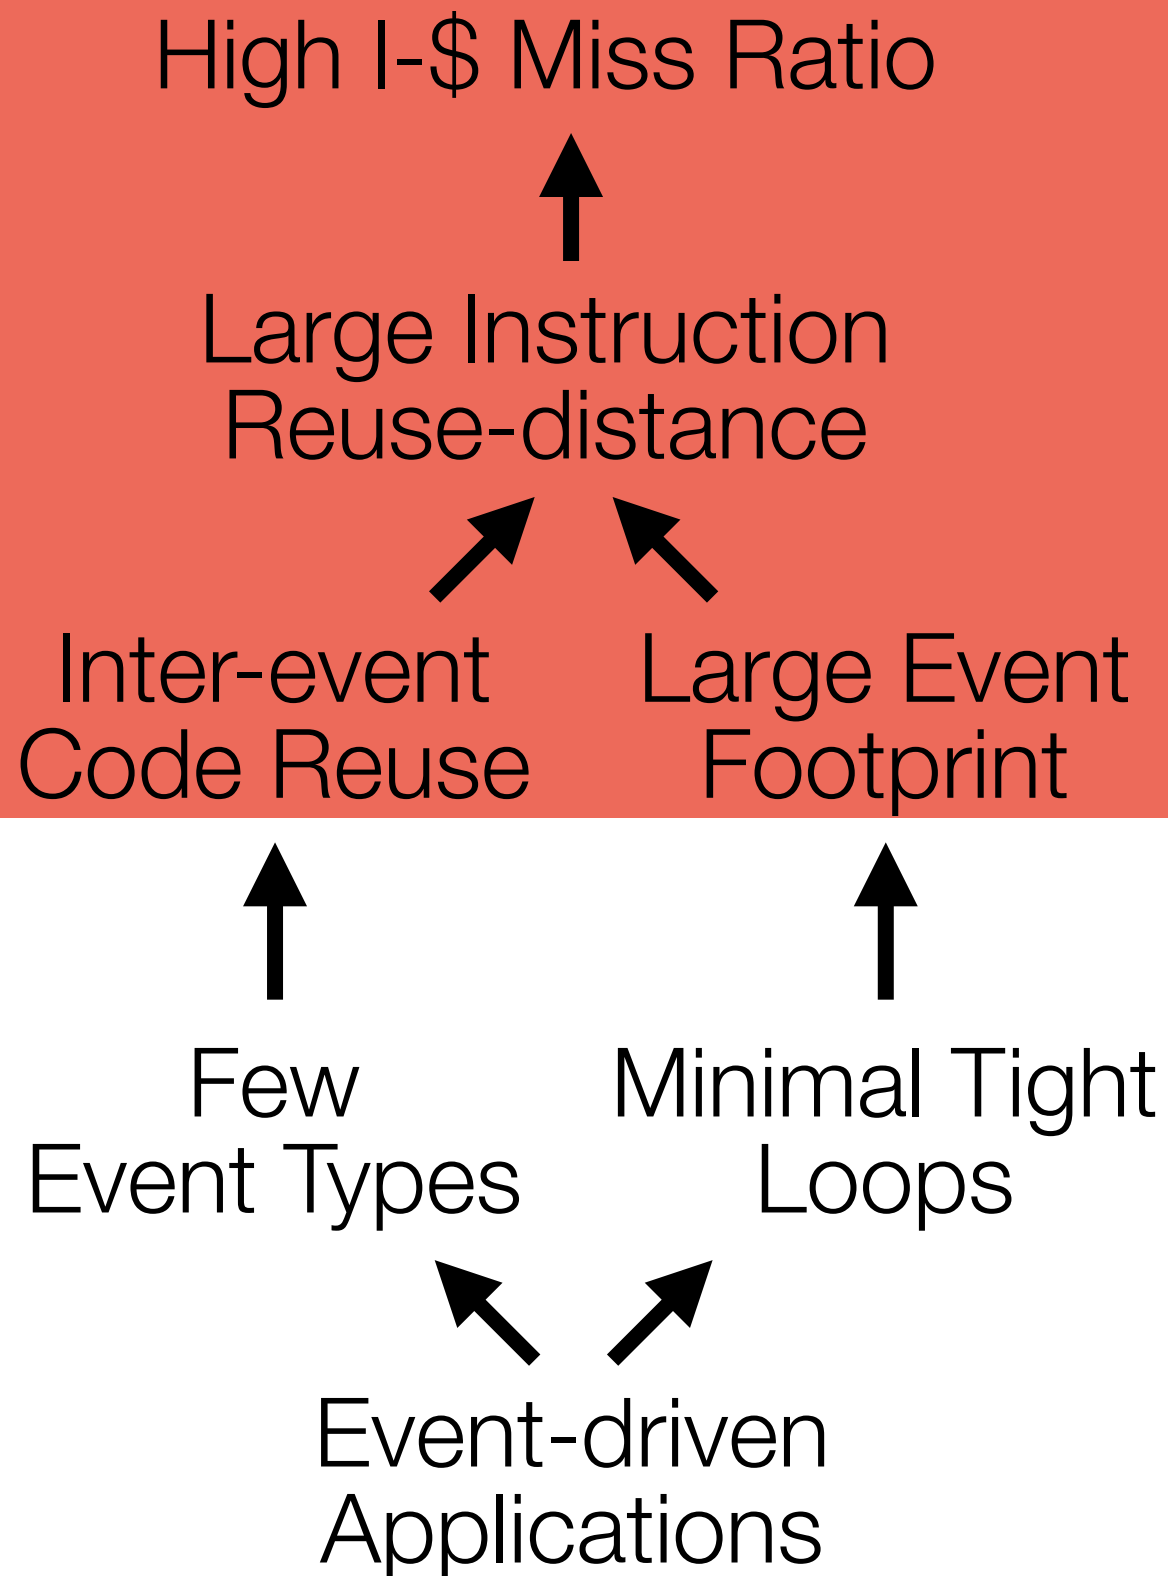 High I-$ Miss Ratio
Large Instruction
Reuse-distance
Inter-event
Code Reuse
Large Event
Footprint
Few
Event Types
Minimal Tight
Loops
Event-driven
Applications